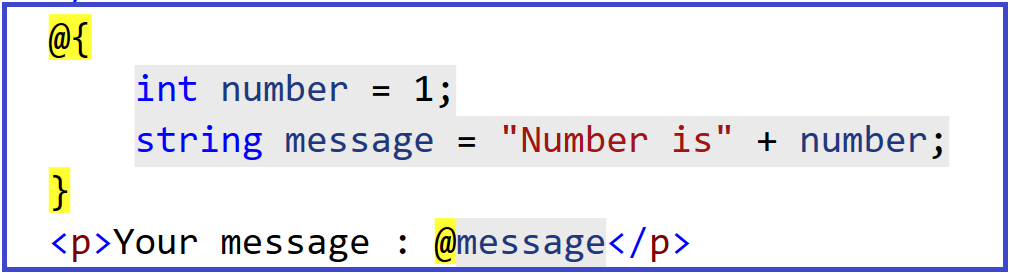 @{
int number = 1;
string message = "Number is" + number;
}
<p>Your message : @message</p>